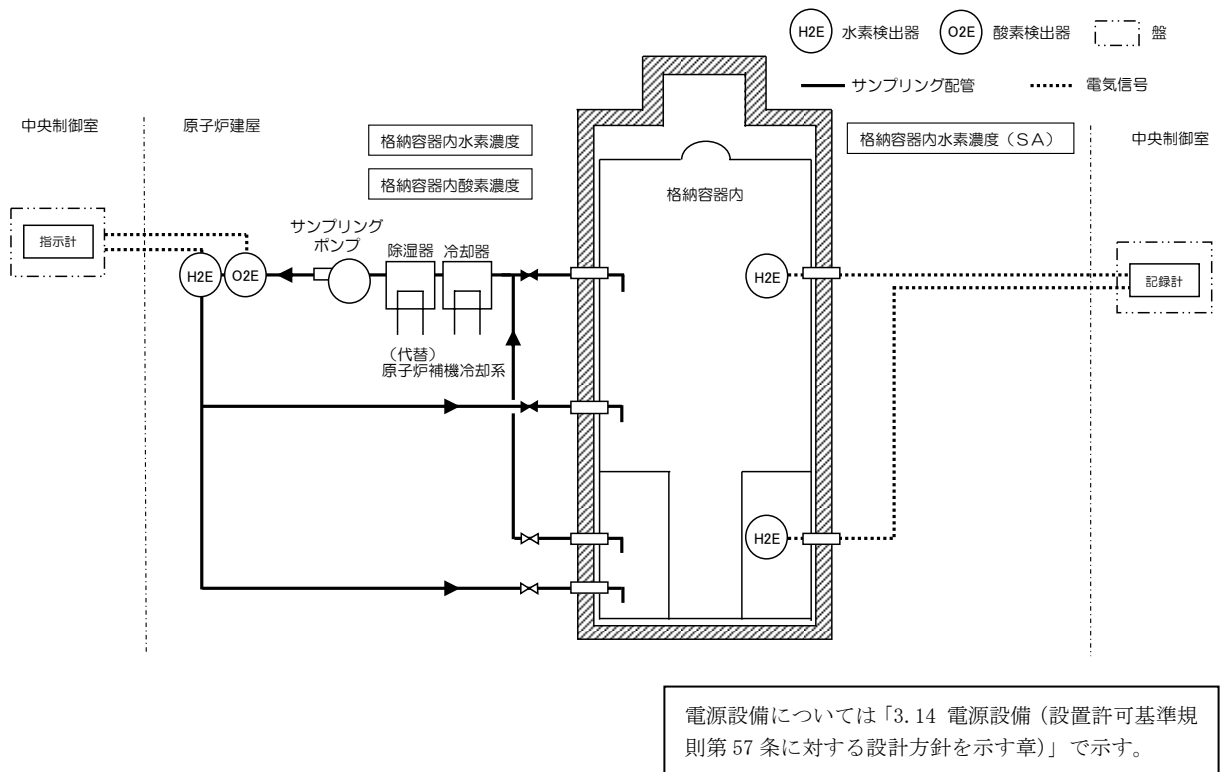 H2E 水素検出器 O2E 酸素検出器 盤
サンプリング配管 電気信号
中央制御室
原子炉建屋
格納容器内水素濃度
格納容器内酸素濃度
格納容器内水素濃度(SA)
中央制御室
指示計
サンプリング
ポンプ
除湿器
冷却器
H2E
O2E
(代替)
原子炉補機冷却系
格納容器内
H2E
H2E
記録計
電源設備については「3.14 電源設備(設置許可基準規
則第57条に対する設計方針を示す章)」で示す。